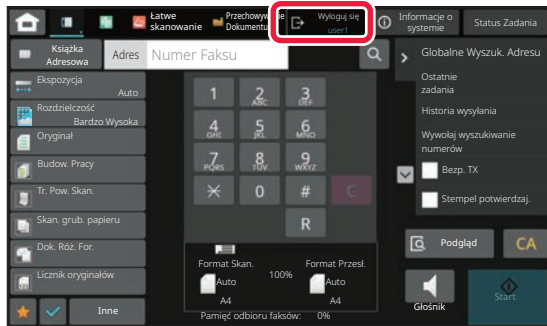 Łatwe skanowanie
Przechowywanie Dokumentu
Wyloguj się
user1
Informacje o systemie
Status Zadania
Książka Adresowa
Adres
Numer Faksu
Globalne Wyszuk. Adresu
Ekspozycja
Auto
Rozdzielczość
Bardzo Wysoka
Oryginał
Budow. Pracy
Tr. Pow. Skan.
Skan. grub. papieru
Dok. Róż. For.
Licznik oryginałów
Inne
1
2 ABC
3 DEF
4 GHI
5 JKL
6 MNO
7 PQRS
8 TUV
9 WXYZ
0
#
C
R
Format Skan.
100%
Format Przesł.
Auto
A4
Auto
A4
Pamięć odbioru faksów: 0%
Ostatnie zadania
Historia wysyłania
Wywołaj wyszukiwanie numerów
Bezp. TX
Stempel potwierdzaj.
Podgląd
CA
Głośnik
Start